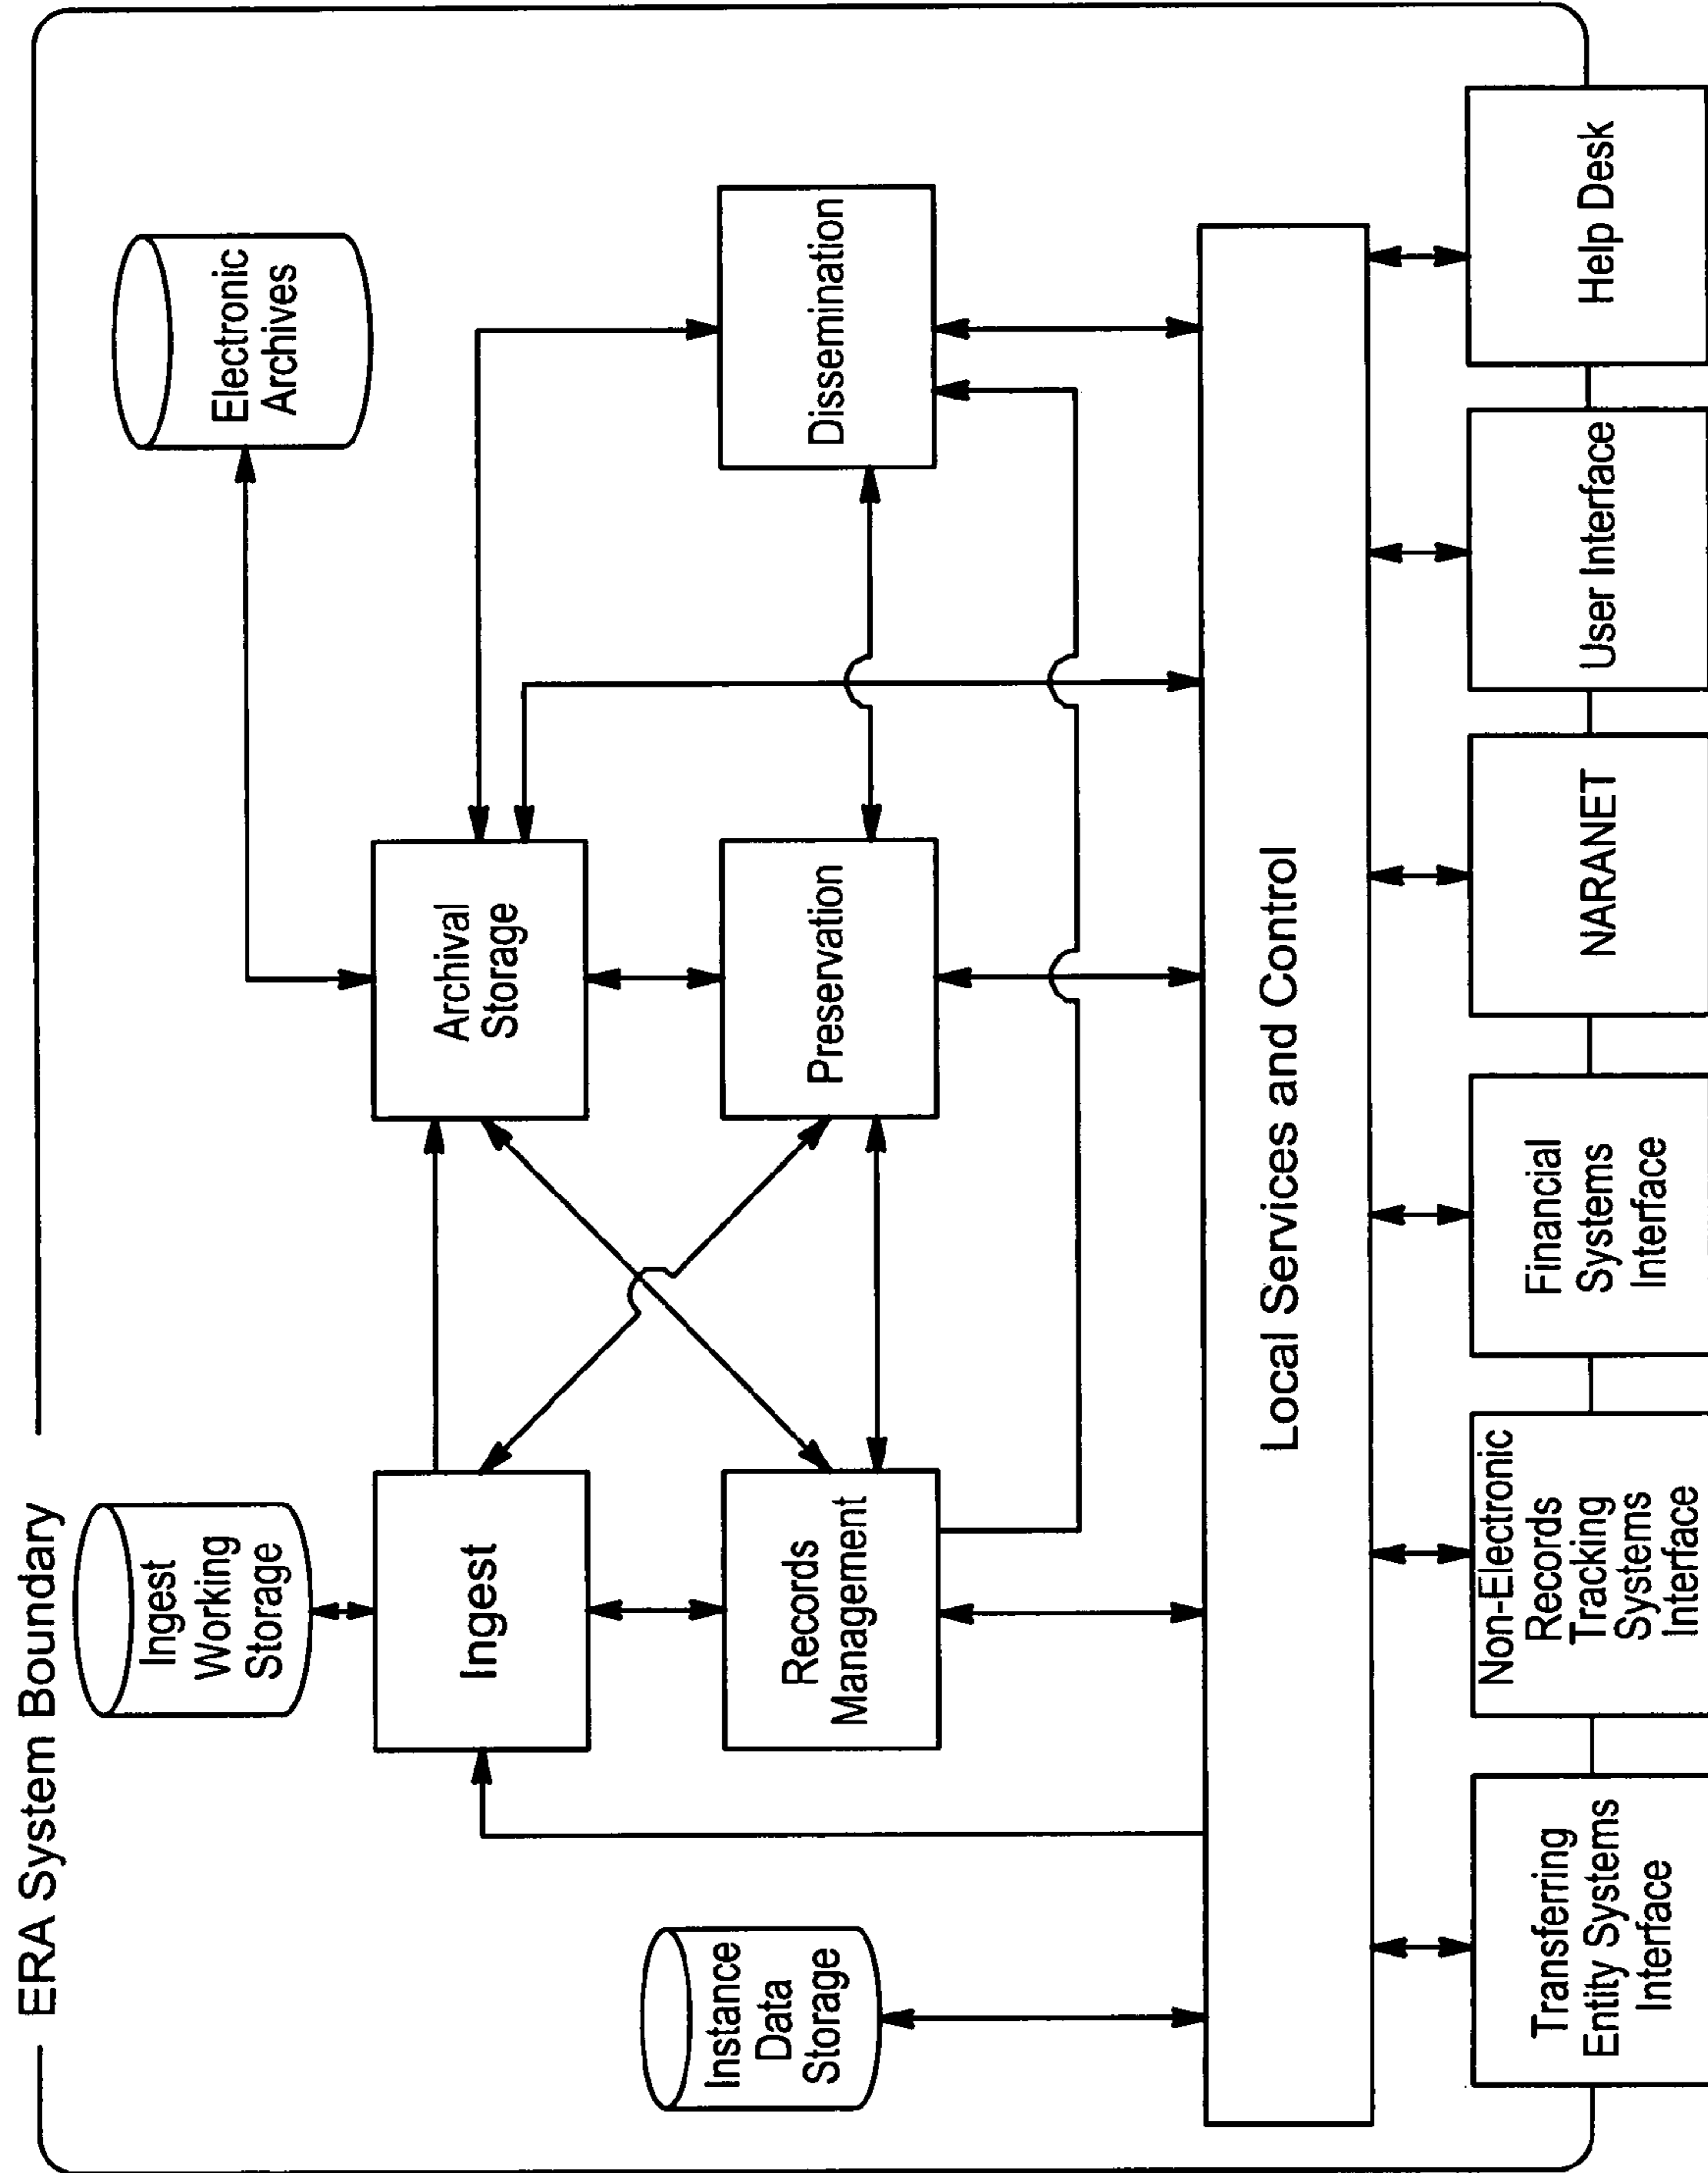 ERA System Boundary
Ingest
Working
Storage
Electronic
Archives
Ingest
Archival
Storage
Instance
Data
Storage
Records
Management
Preservation
Dissemination
Local Services and Control
Transferring
Entity Systems
Interface
Non-Electronic
Records
Tracking
Systems
Interface
Financial
Systems
Interface
NARANET
User Interface
Help Desk